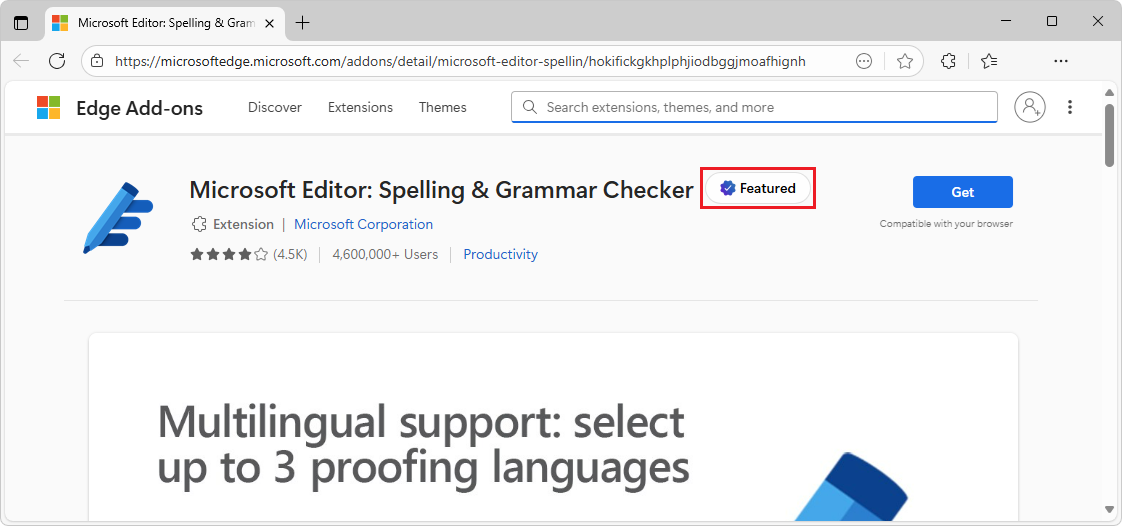 Microsoft Editor: Spelling & Gram
https://microsoftedge.microsoft.com/addons/detail/microsoft-editor-spellin/hokifickgkhplphjiodbggjmoafhignh
Edge Add-ons Discover Extensions Themes Search extensions, themes, and more
Microsoft Editor: Spelling & Grammar Checker Featured Get
Extension | Microsoft Corporation Compatible with your browser
(4.5K) | 4,600,000+ Users | Productivity
Multilingual support: select
up to 3 proofing languages